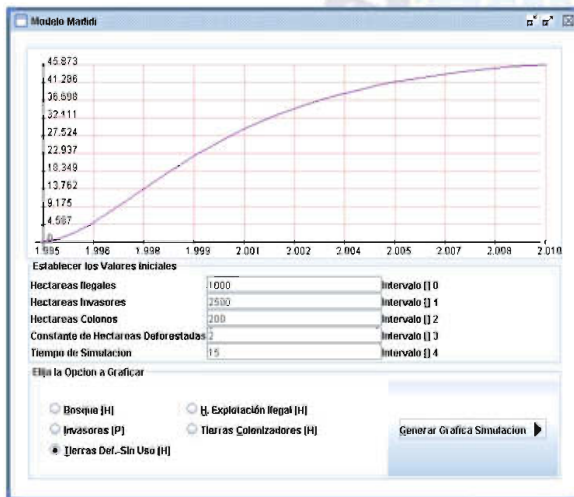 Modelo Marlidi
45.873
41.286
36.698
32.111
27.524
22.937
18.349
13.762
9.175
4.587
0
1.995 1.996 1.998 1.999 2.001 2.002 2.004 2.005 2.007 2.008 2.010
Establecer los Valores Iniciales
Hectareas Ilegales 1000 Intervalo [] 0
Hectareas Invasores 2500 Intervalo [] 1
Hectareas Colonos 200 Intervalo [] 2
Constante de Hectareas Deforestadas 2 Intervalo [] 3
Tiempo de Simulacion 15 Intervalo [] 4
Elija la Opcion a Graficar
Bosque [H] H. Explotación Ilegal [H]
Invasores [P] Tierras Colonizadores [H]
Tierras Def.-Sin Uso [H]
Generar Grafica Simulacion